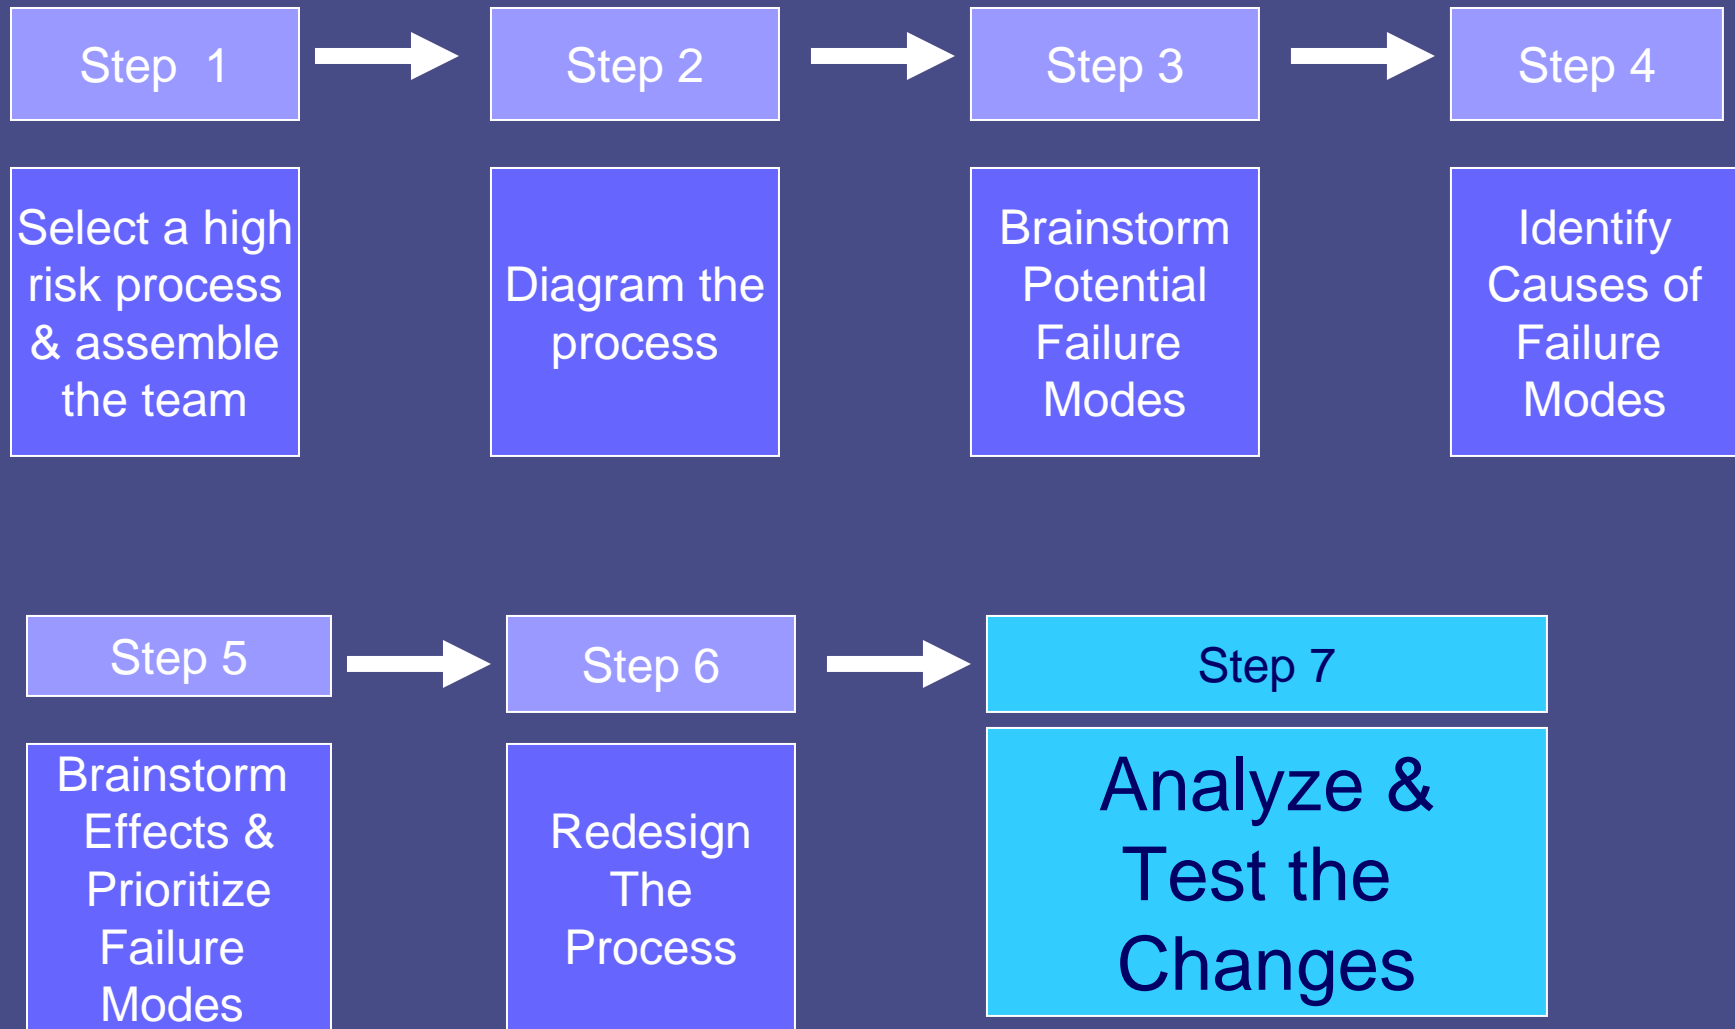 Step 1
Step 2
Step 3
Step 4
Select a high
risk process
& assemble
the team
Diagram the
process
Brainstorm
Potential
Failure
Modes
Identify
Causes of
Failure
Modes
Step 5
Step 6
Step 7
Brainstorm
Effects &
Prioritize
Failure
Modes
Redesign
The
Process
Analyze &
Test the
Changes